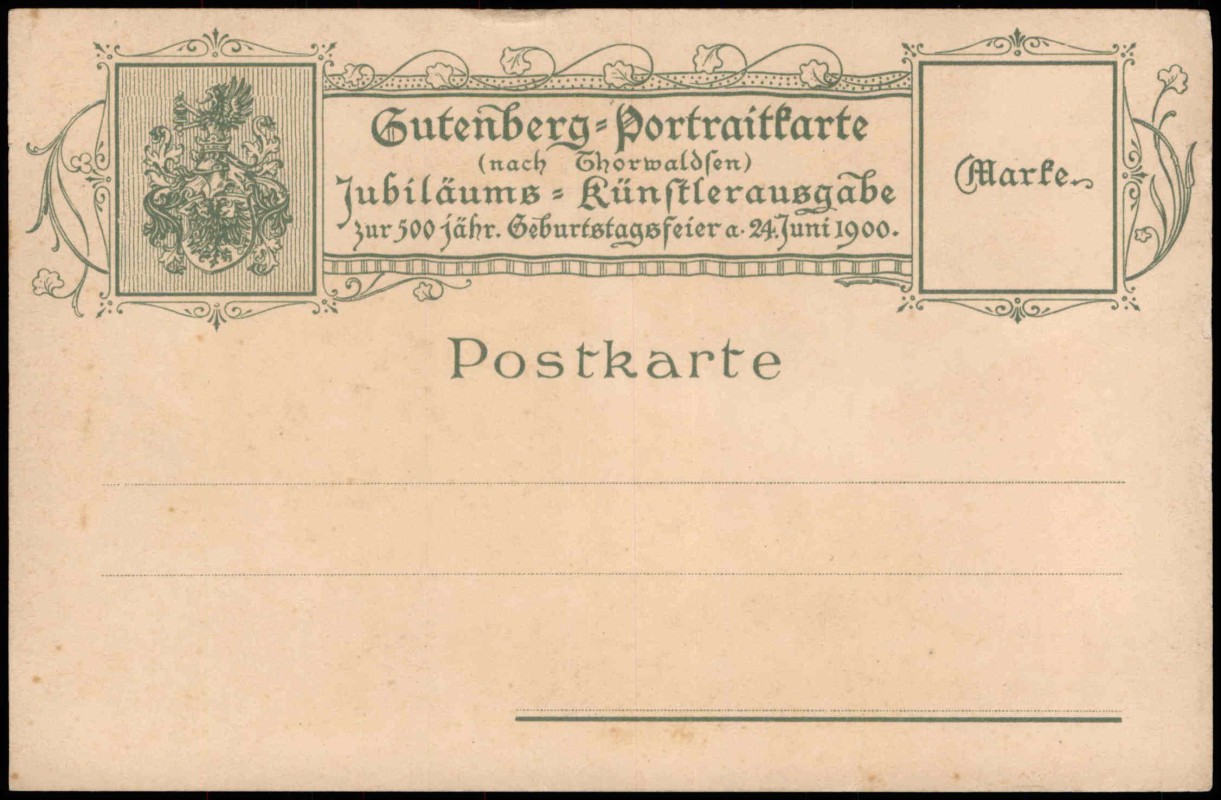 Gutenberg=Portraitkarte
(nach Thorwaldsen)
Jubiläums=Künstlerausgabe
zur 500 jähr. Geburtstagsfeier a. 24. Juni 1900.
Marke.
Postkarte